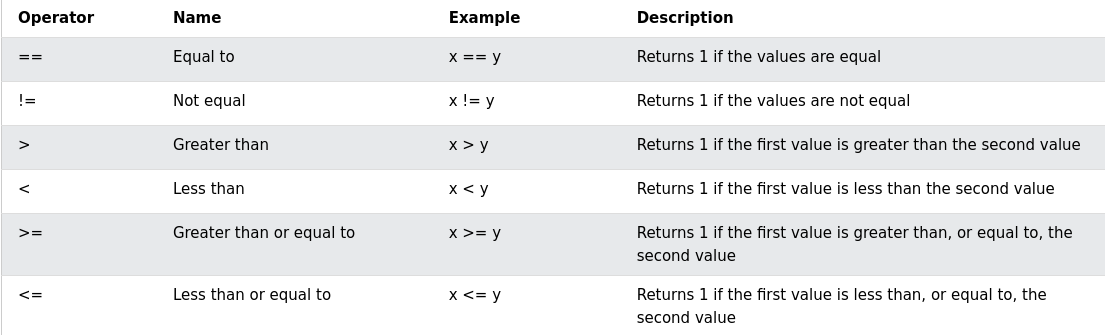 Operator Name Example Description
== Equal to x == y Returns 1 if the values are equal
!= Not equal x != y Returns 1 if the values are not equal
> Greater than x > y Returns 1 if the first value is greater than the second value
< Less than x < y Returns 1 if the first value is less than the second value
>= Greater than or equal to x >= y Returns 1 if the first value is greater than, or equal to, the
second value
<= Less than or equal to x <= y Returns 1 if the first value is less than, or equal to, the
second value